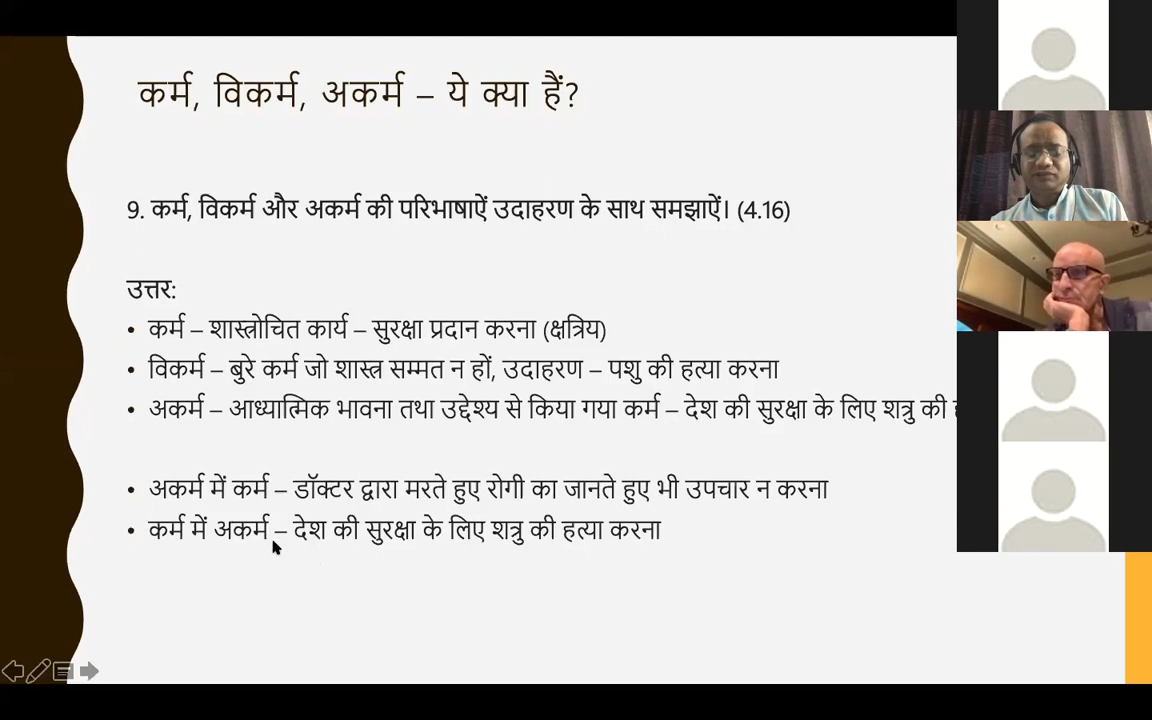 कर्म, विकर्म, अकर्म – ये क्या हैं?
9. कर्म, विकर्म और अकर्म की परिभाषाऐं उदाहरण के साथ समझाऐं। (4.16)
उत्तर:
• कर्म – शास्त्रोचित कार्य – सुरक्षा प्रदान करना (क्षत्रिय)
• विकर्म – बुरे कर्म जो शास्त्र सम्मत न हों, उदाहरण – पशु की हत्या करना
• अकर्म – आध्यात्मिक भावना तथा उद्देश्य से किया गया कर्म – देश की सुरक्षा के लिए शत्रु की
• अकर्म में कर्म – डॉक्टर द्वारा मरते हुए रोगी का जानते हुए भी उपचार न करना
• कर्म में अकर्म – देश की सुरक्षा के लिए शत्रु की हत्या करना